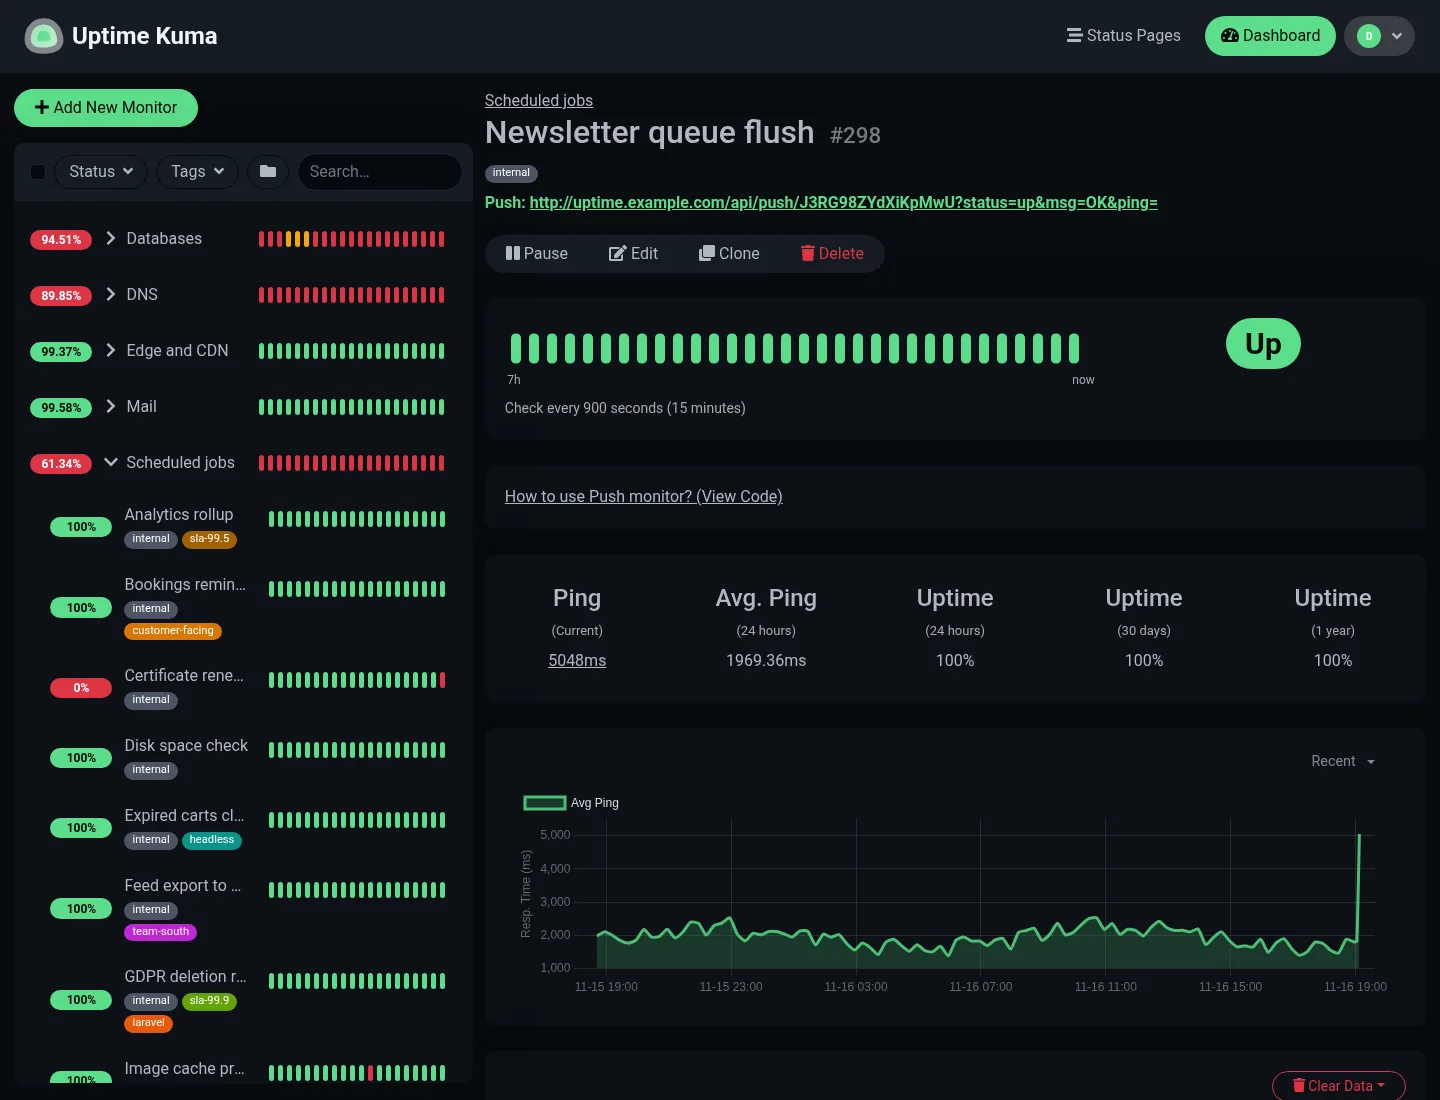 Uptime Kuma
Status Pages
Dashboard
D
Add New Monitor
Status
Tags
Search...
94.51%
Databases
89.85%
DNS
99.37%
Edge and CDN
99.58%
Mail
61.34%
Scheduled jobs
100%
Analytics rollup
internal
sla-99.5
100%
Bookings remin...
internal
customer-facing
0%
Certificate rene...
internal
100%
Disk space check
internal
100%
Expired carts cl...
internal
headless
100%
Feed export to ...
internal
team-south
100%
GDPR deletion r...
internal
sla-99.9
laravel
100%
Image cache pr...
Scheduled jobs
Newsletter queue flush #298
internal
Push: http://uptime.example.com/api/push/J3RG98ZYdXiKpMwU?status=up&msg=OK&ping=
Pause
Edit
Clone
Delete
Up
7h
now
Check every 900 seconds (15 minutes)
How to use Push monitor? (View Code)
Ping
(Current)
5048ms
Avg. Ping
(24 hours)
1969.36ms
Uptime
(24 hours)
100%
Uptime
(30 days)
100%
Uptime
(1 year)
100%
Recent
Avg Ping
Resp. Time (ms)
5,000
4,000
3,000
2,000
1,000
11-15 19:00
11-15 23:00
11-16 03:00
11-16 07:00
11-16 11:00
11-16 15:00
11-16 19:00
Clear Data